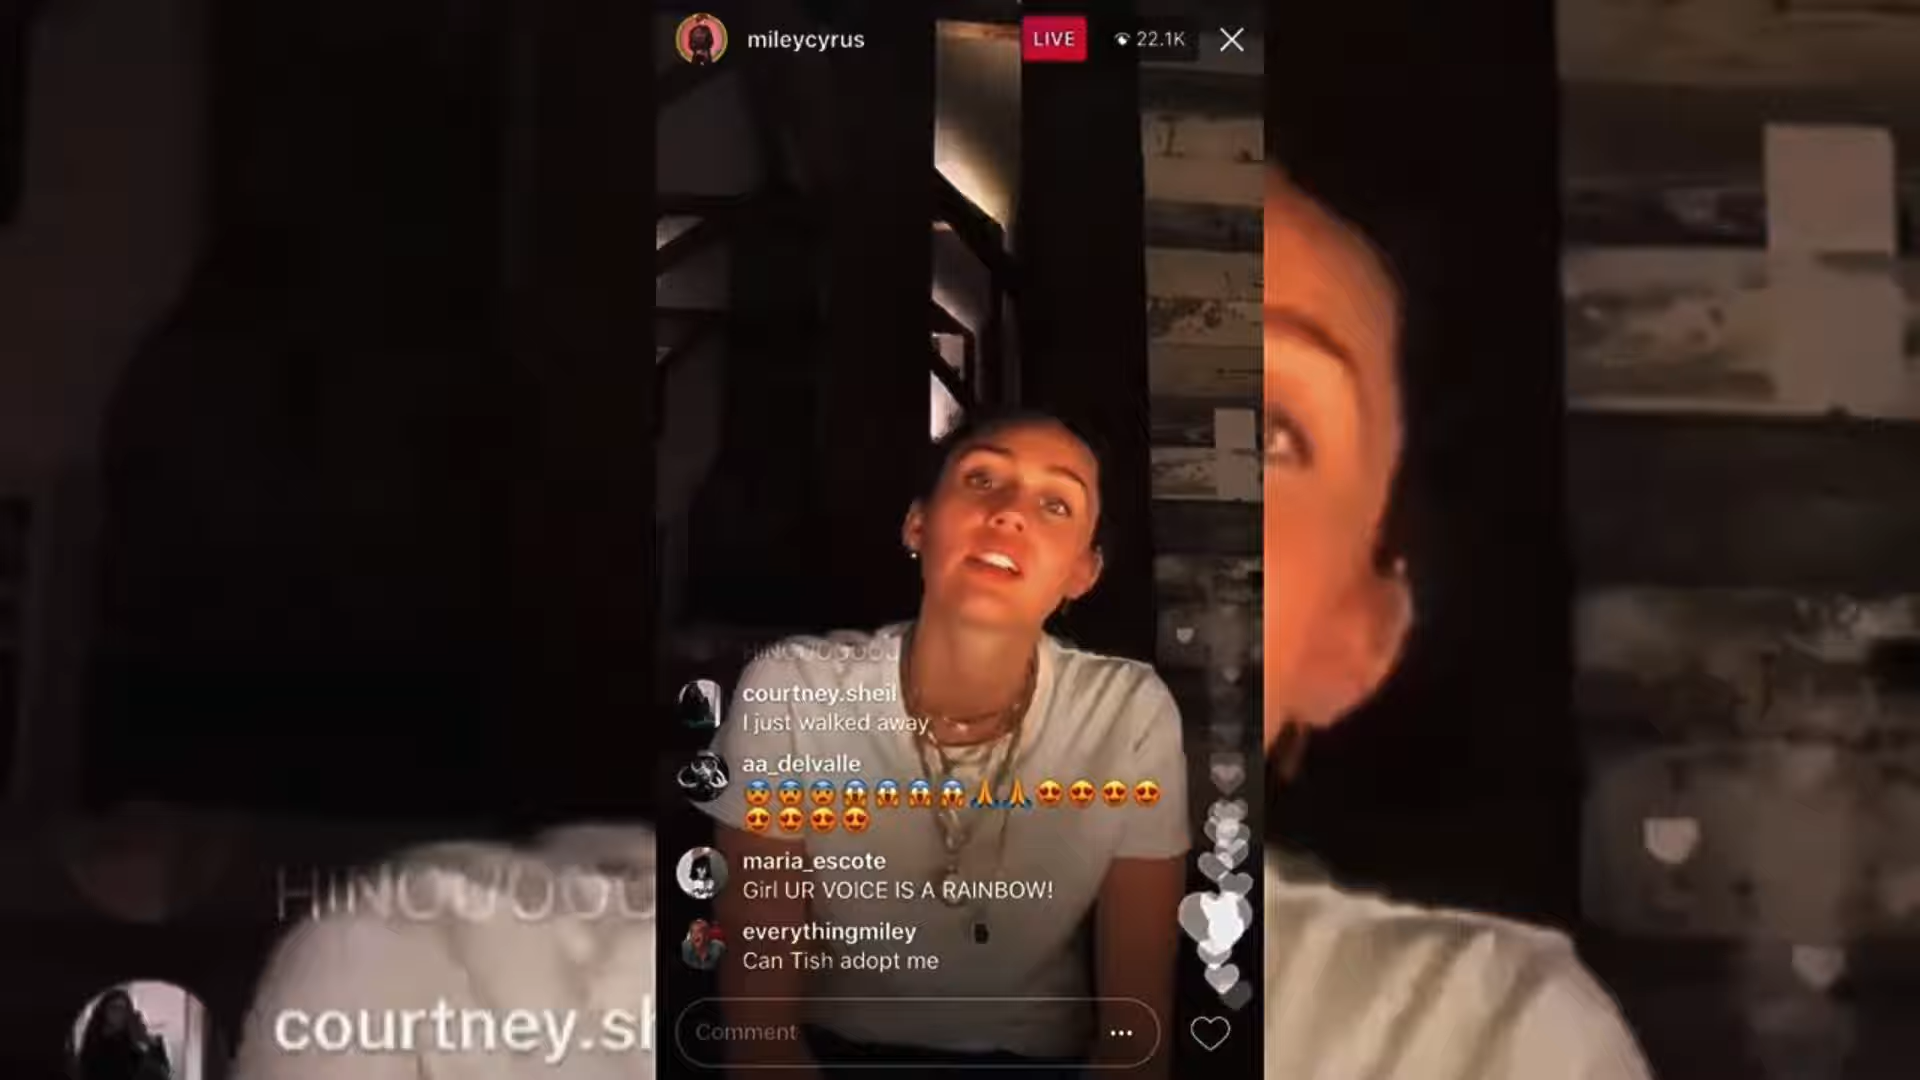 mileycyrus
LIVE
22.1K
courtney.sheil
I just walked away
aa_delvalle
😨😨😨😱😱😱😱🙏🙏😍😍😍😍
😍😍😍😍
maria_escote
Girl UR VOICE IS A RAINBOW!
everythingmiley
Can Tish adopt me
Comment
courtney.sh